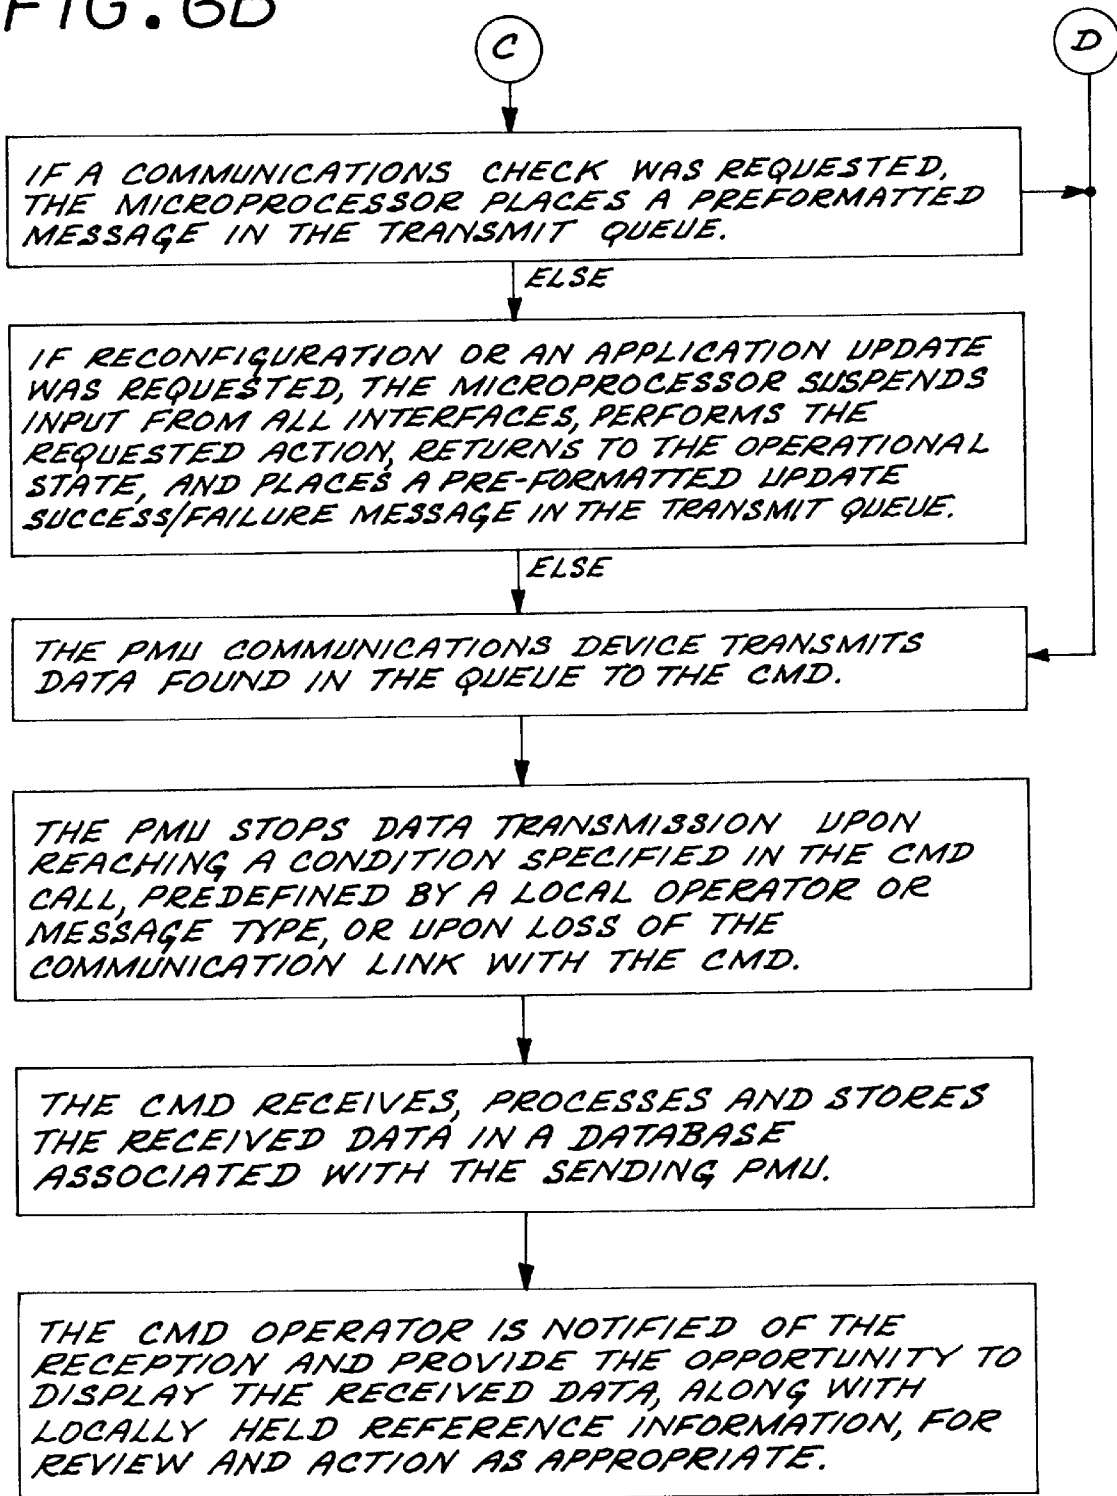 FIG. 6B
C
D
IF A COMMUNICATIONS CHECK WAS REQUESTED,
THE MICROPROCESSOR PLACES A PREFORMATTED
MESSAGE IN THE TRANSMIT QUEUE.
ELSE
IF RECONFIGURATION OR AN APPLICATION UPDATE
WAS REQUESTED, THE MICROPROCESSOR SUSPENDS
INPUT FROM ALL INTERFACES, PERFORMS THE
REQUESTED ACTION, RETURNS TO THE OPERATIONAL
STATE, AND PLACES A PRE-FORMATTED UPDATE
SUCCESS/FAILURE MESSAGE IN THE TRANSMIT QUEUE.
ELSE
THE PMU COMMUNICATIONS DEVICE TRANSMITS
DATA FOUND IN THE QUEUE TO THE CMD.
THE PMU STOPS DATA TRANSMISSION UPON
REACHING A CONDITION SPECIFIED IN THE CMD
CALL, PREDEFINED BY A LOCAL OPERATOR OR
MESSAGE TYPE, OR UPON LOSS OF THE
COMMUNICATION LINK WITH THE CMD.
THE CMD RECEIVES, PROCESSES AND STORES
THE RECEIVED DATA IN A DATABASE
ASSOCIATED WITH THE SENDING PMU.
THE CMD OPERATOR IS NOTIFIED OF THE
RECEPTION AND PROVIDE THE OPPORTUNITY TO
DISPLAY THE RECEIVED DATA, ALONG WITH
LOCALLY HELD REFERENCE INFORMATION, FOR
REVIEW AND ACTION AS APPROPRIATE.